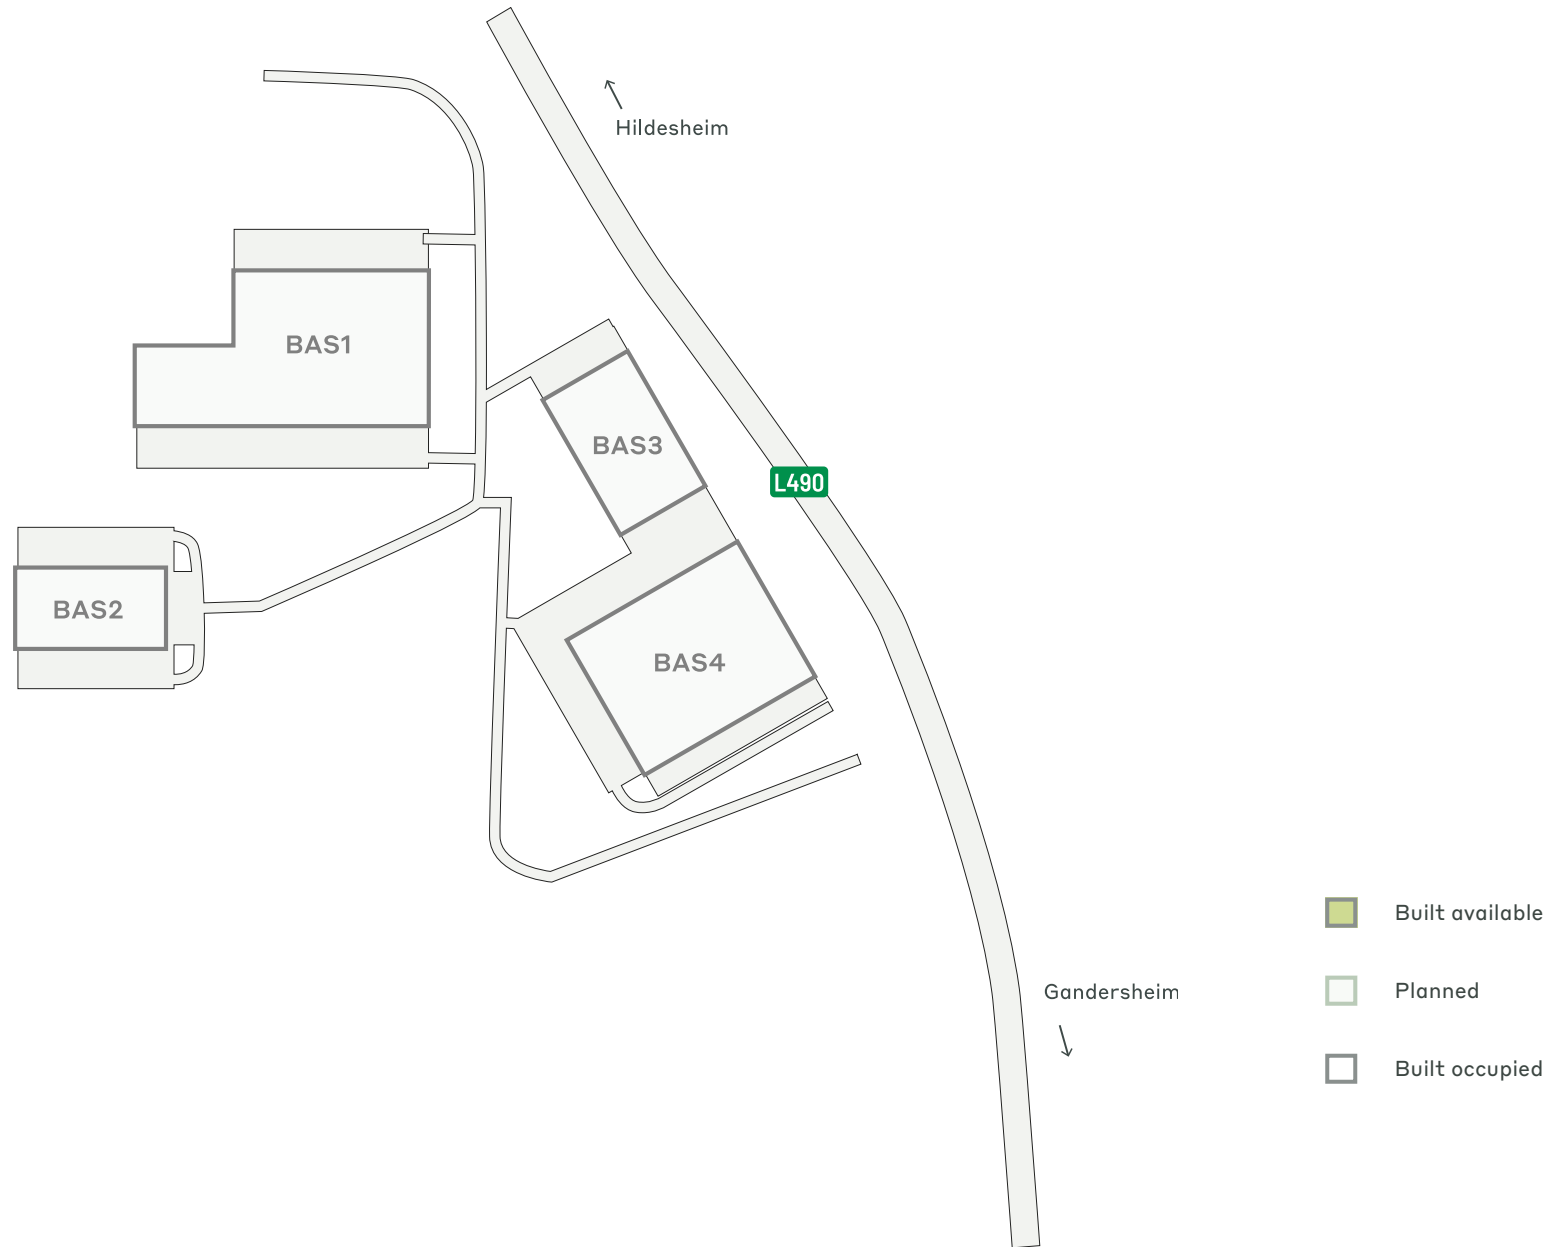 Hildesheim
BAS1
BAS3
L490
BAS2
BAS4
Built available
Gandersheim
Planned
Built occupied